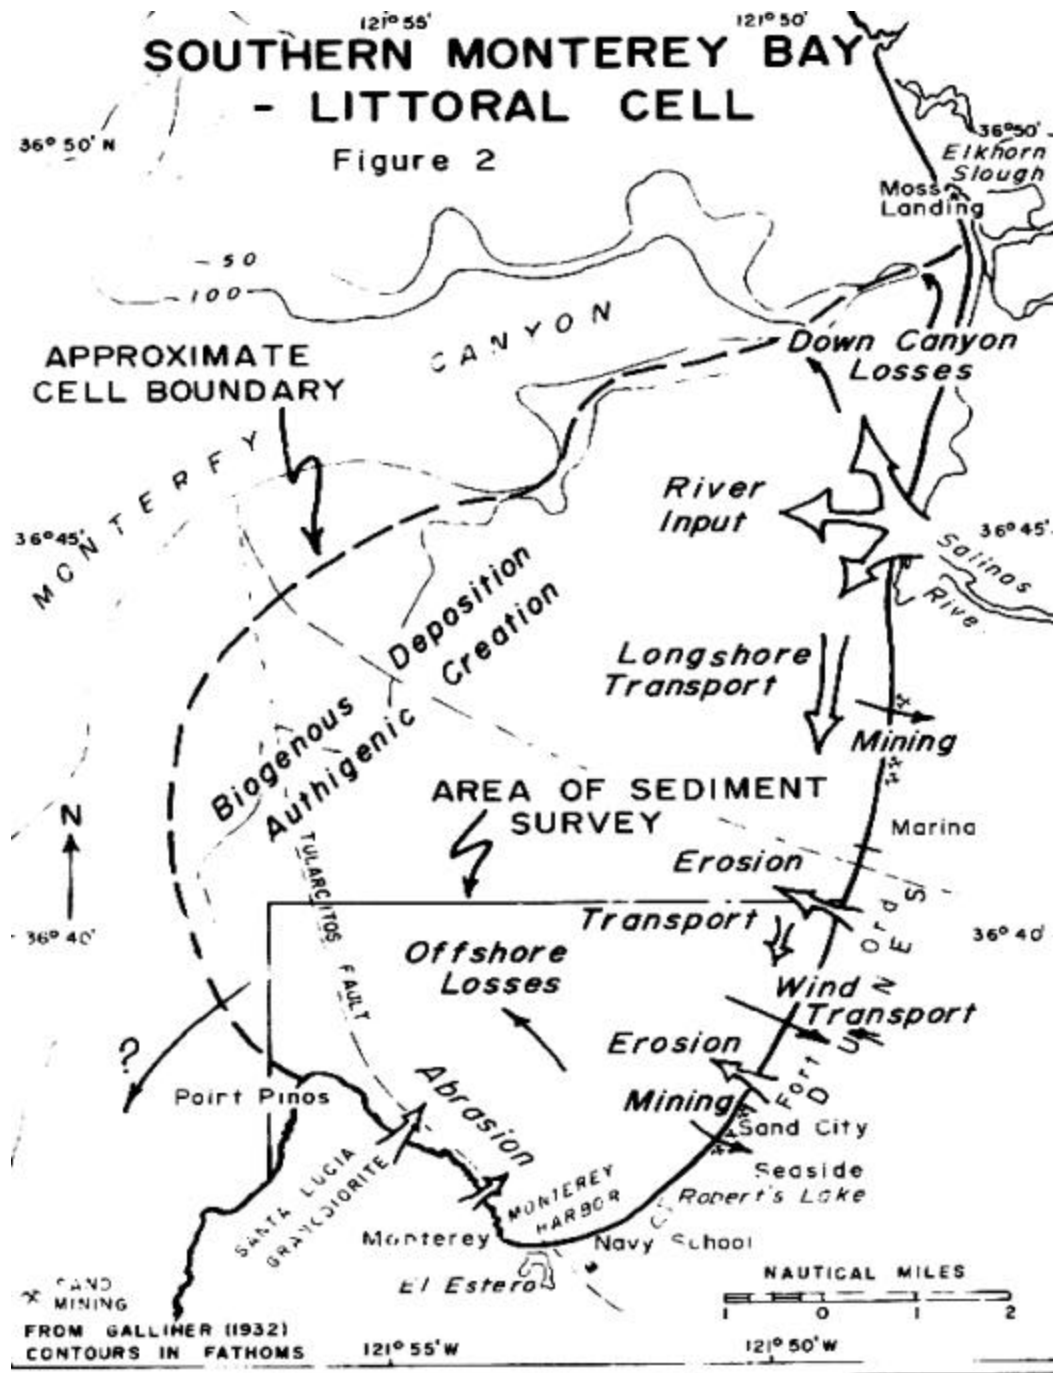 121°55'
121°50'
SOUTHERN MONTEREY BAY
- LITTORAL CELL
Figure 2
36°50' N
36°50'
Elkhorn
Slough
Moss
Landing
50
100
CANYON
APPROXIMATE
CELL BOUNDARY
Down Canyon
Losses
MONTERFY
River
Input
36°45'
36°45'
Salinas
Rive
Deposition
Creation
Longshore
Transport
Biogenous
Authigenic
Mining
AREA OF SEDIMENT
SURVEY
N
Marina
Erosion
TULARCITOS
FAULT
Transport
Fort Ord
DUNES
36°40'
36°40'
Offshore
Losses
Wind
Transport
Erosion
?
Abrasion
Point Pinos
Mining
Sand City
Seaside
Robert's Lake
SANTA LUCIA
GRANODIORITE
MONTEREY
HARBOR
Monterey
Navy School
El Estero
SAND
MINING
NAUTICAL MILES
1 0 1 2
FROM GALLIHER (1932)
CONTOURS IN FATHOMS
121°55'W
121°50'W